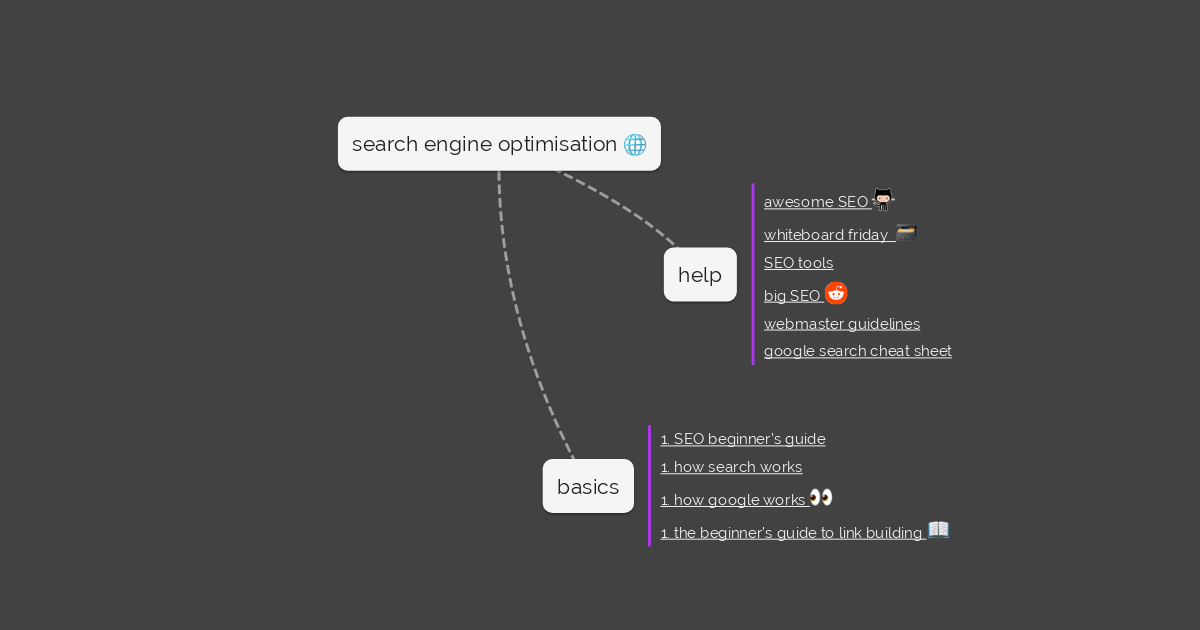 search engine optimisation
awesome SEO
whiteboard friday
SEO tools
help
big SEO
webmaster guidelines
google search cheat sheet
1. SEO beginner's guide
1. how search works
basics
1. how google works
1. the beginner's guide to link building